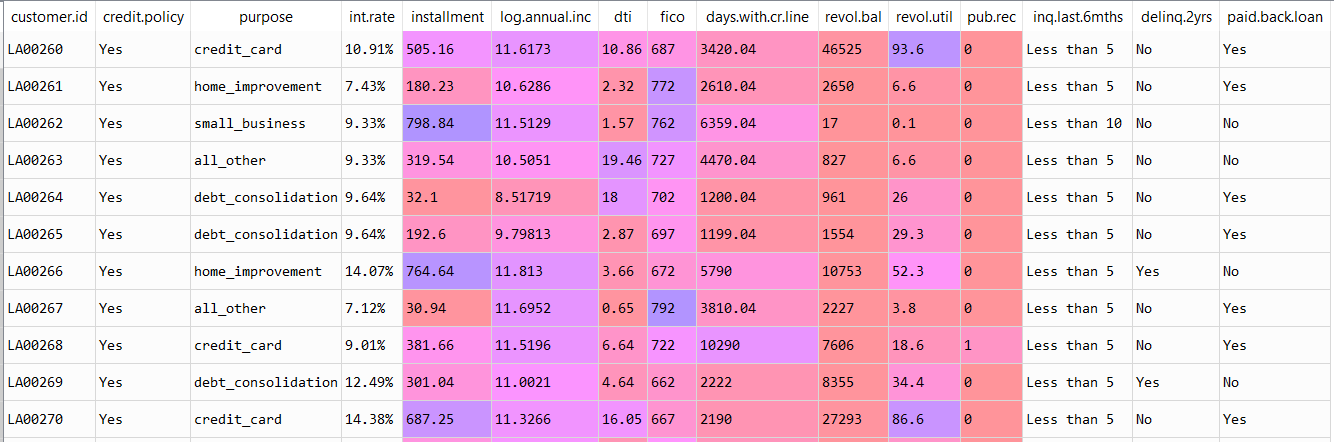 customer.id credit.policy purpose int.rate installment log.annual.inc dti fico days.with.cr.line revol.bal revol.util pub.rec inq.last.6mths delinq.2yrs paid.back.loan
LA00260 Yes credit_card 10.91% 505.16 11.6173 10.86 687 3420.04 46525 93.6 0 Less than 5 No Yes
LA00261 Yes home_improvement 7.43% 180.23 10.6286 2.32 772 2610.04 2650 6.6 0 Less than 5 No Yes
LA00262 Yes small_business 9.33% 798.84 11.5129 1.57 762 6359.04 17 0.1 0 Less than 10 No No
LA00263 Yes all_other 9.33% 319.54 10.5051 19.46 727 4470.04 827 6.6 0 Less than 5 No No
LA00264 Yes debt_consolidation 9.64% 32.1 8.51719 18 702 1200.04 961 26 0 Less than 5 No Yes
LA00265 Yes debt_consolidation 9.64% 192.6 9.79813 2.87 697 1199.04 1554 29.3 0 Less than 5 No Yes
LA00266 Yes home_improvement 14.07% 764.64 11.813 3.66 672 5790 10753 52.3 0 Less than 5 Yes No
LA00267 Yes all_other 7.12% 30.94 11.6952 0.65 792 3810.04 2227 3.8 0 Less than 5 No Yes
LA00268 Yes credit_card 9.01% 381.66 11.5196 6.64 722 10290 7606 18.6 1 Less than 5 No Yes
LA00269 Yes debt_consolidation 12.49% 301.04 11.0021 4.64 662 2222 8355 34.4 0 Less than 5 Yes No
LA00270 Yes credit_card 14.38% 687.25 11.3266 16.05 667 2190 27293 86.6 0 Less than 5 No Yes